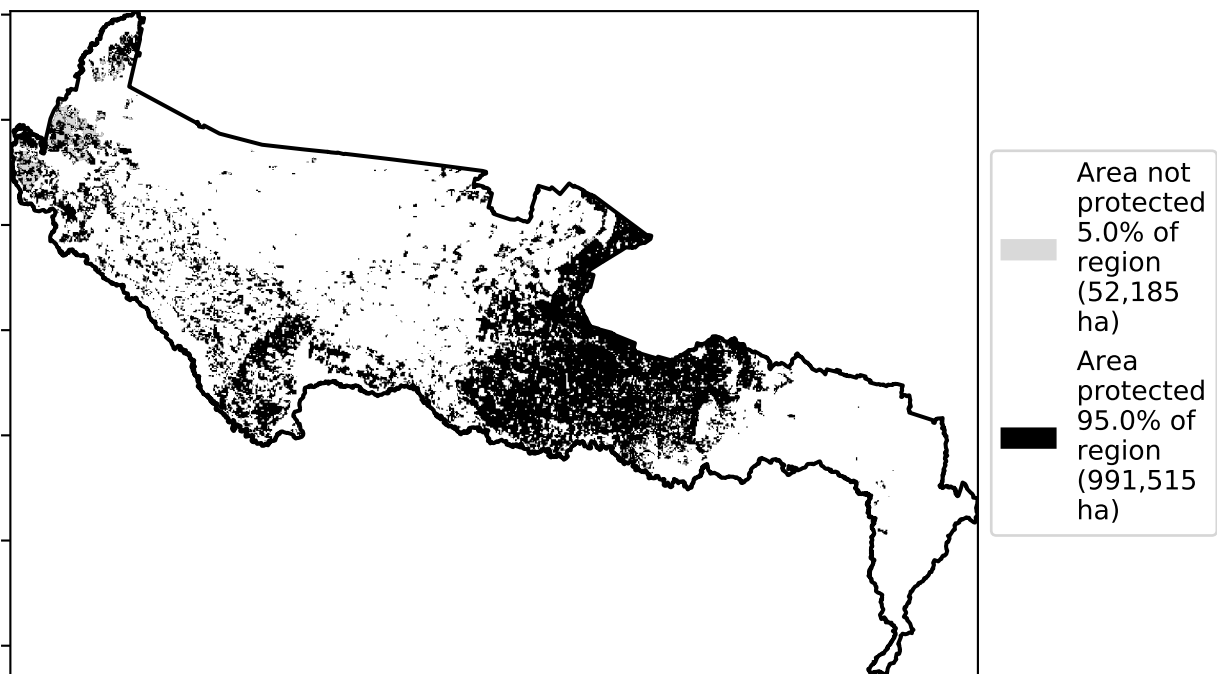 Area not
protected
5.0% of
region
(52,185
ha)
Area
protected
95.0% of
region
(991,515
ha)